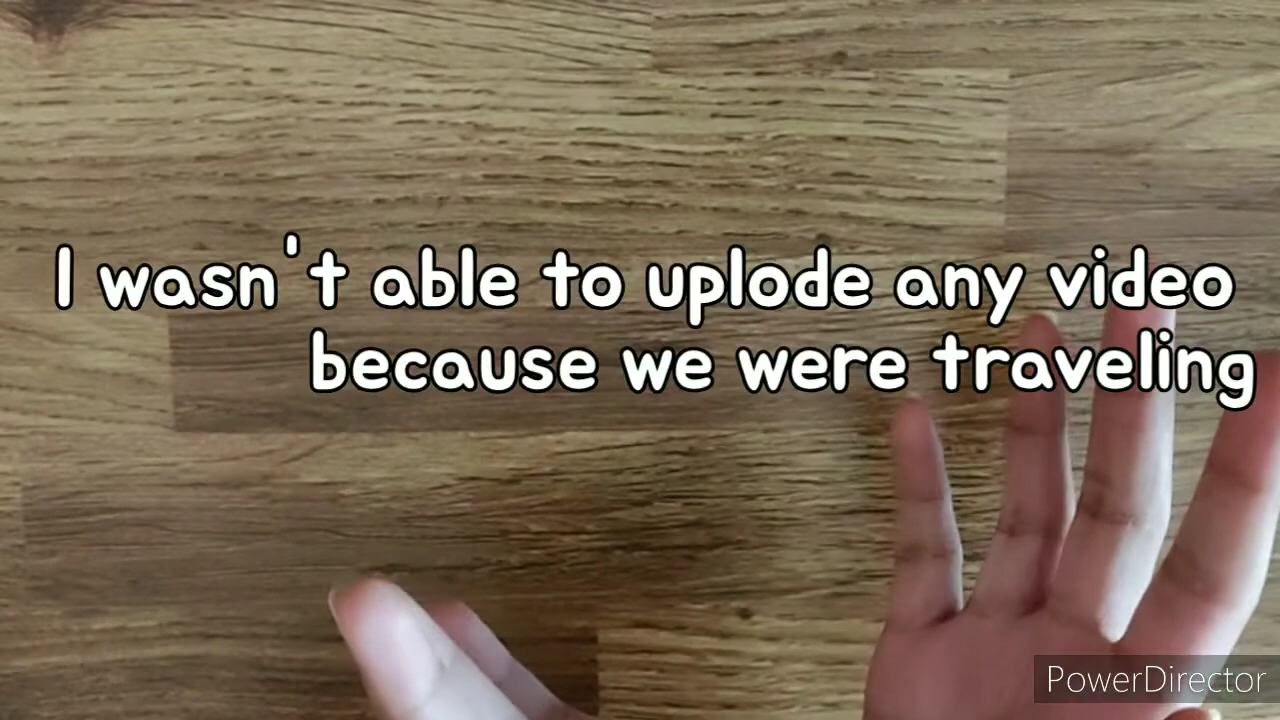 I wasn't able to uplode any video
because we were traveling
PowerDirector